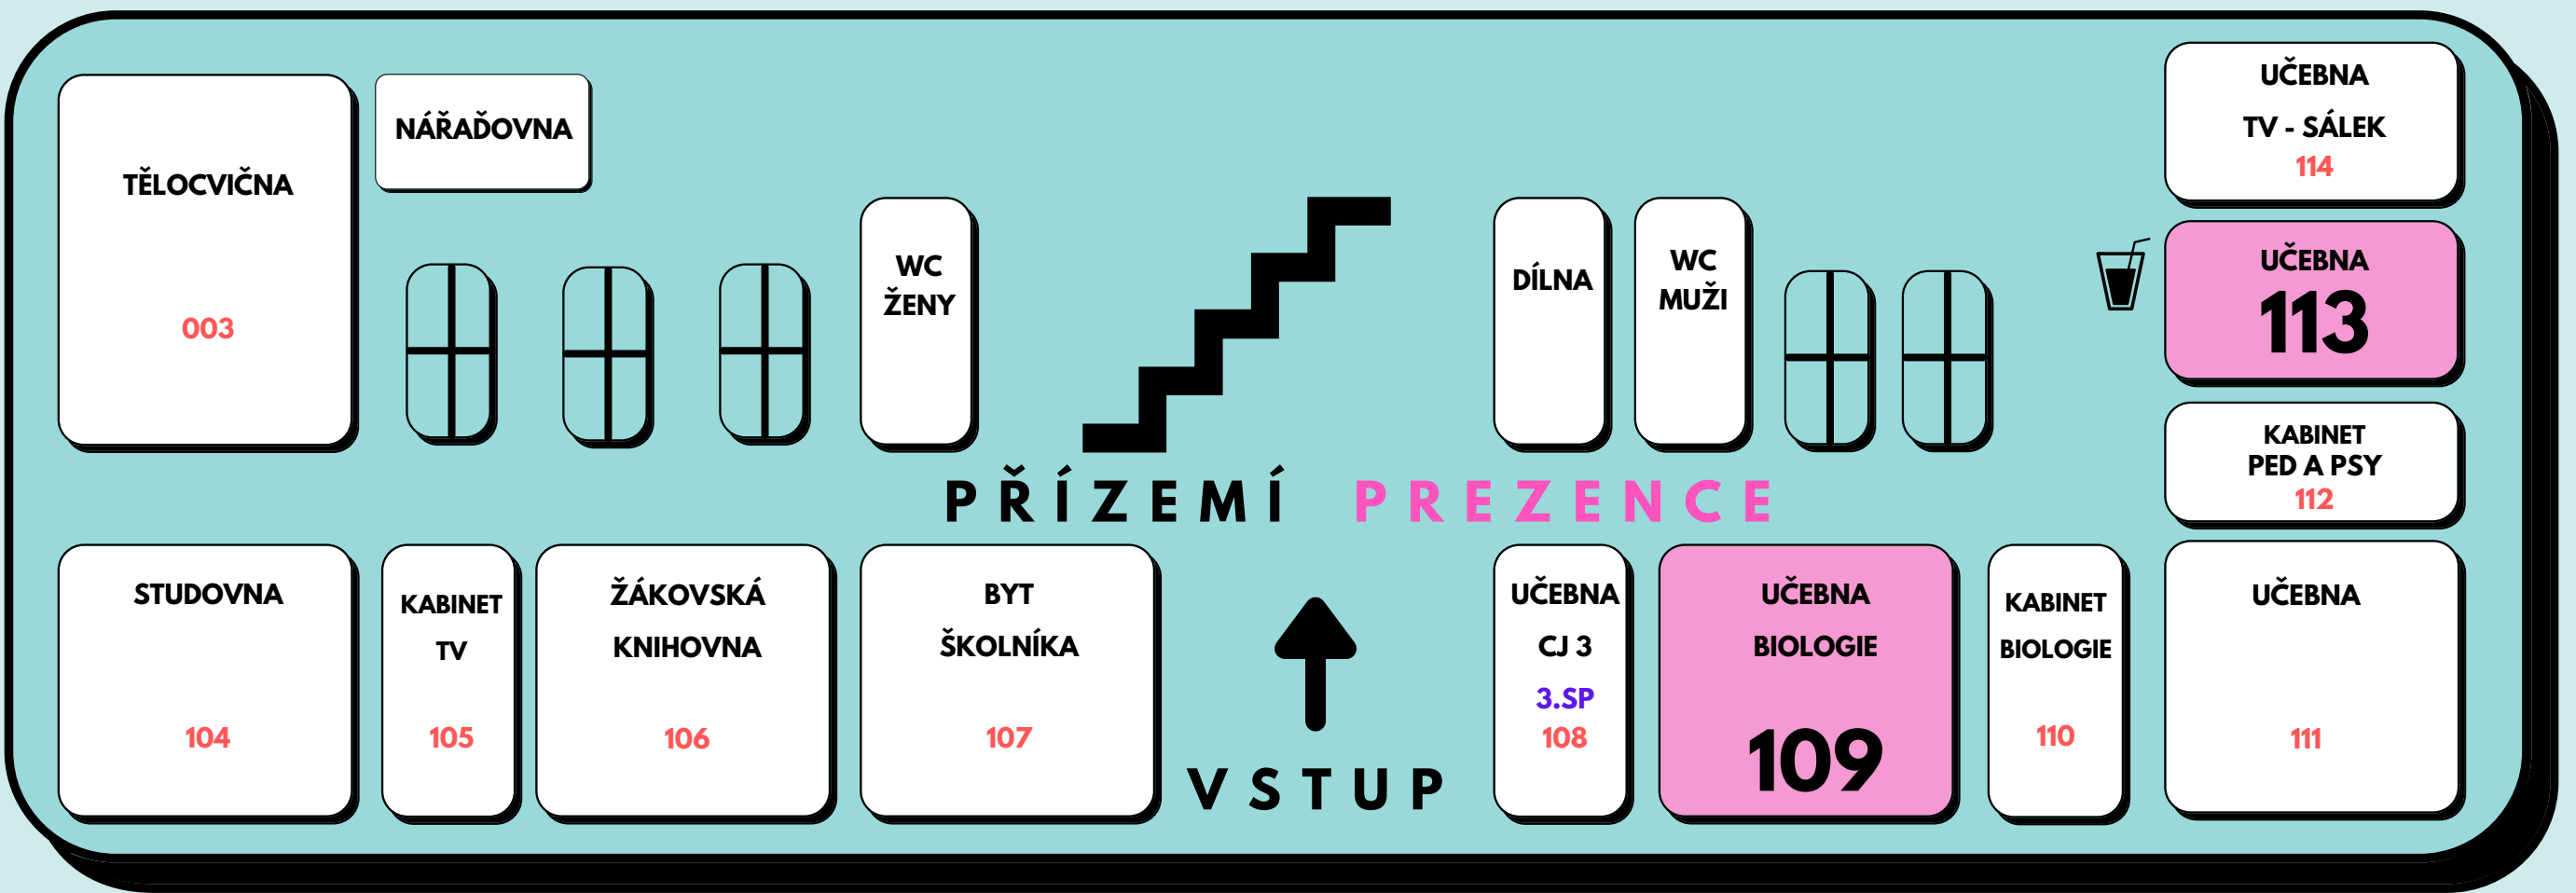 TĚLOCVIČNA
003
NÁŘAĎOVNA
WC
ŽENY
DÍLNA
WC
MUŽI
UČEBNA
TV - SÁLEK
114
UČEBNA
113
KABINET
PED A PSY
112
PŘÍZEMÍ PREZENCE
STUDOVNA
104
KABINET
TV
105
ŽÁKOVSKÁ
KNIHOVNA
106
BYT
ŠKOLNÍKA
107
VSTUP
UČEBNA
CJ 3
3.SP
108
UČEBNA
BIOLOGIE
109
KABINET
BIOLOGIE
110
UČEBNA
111